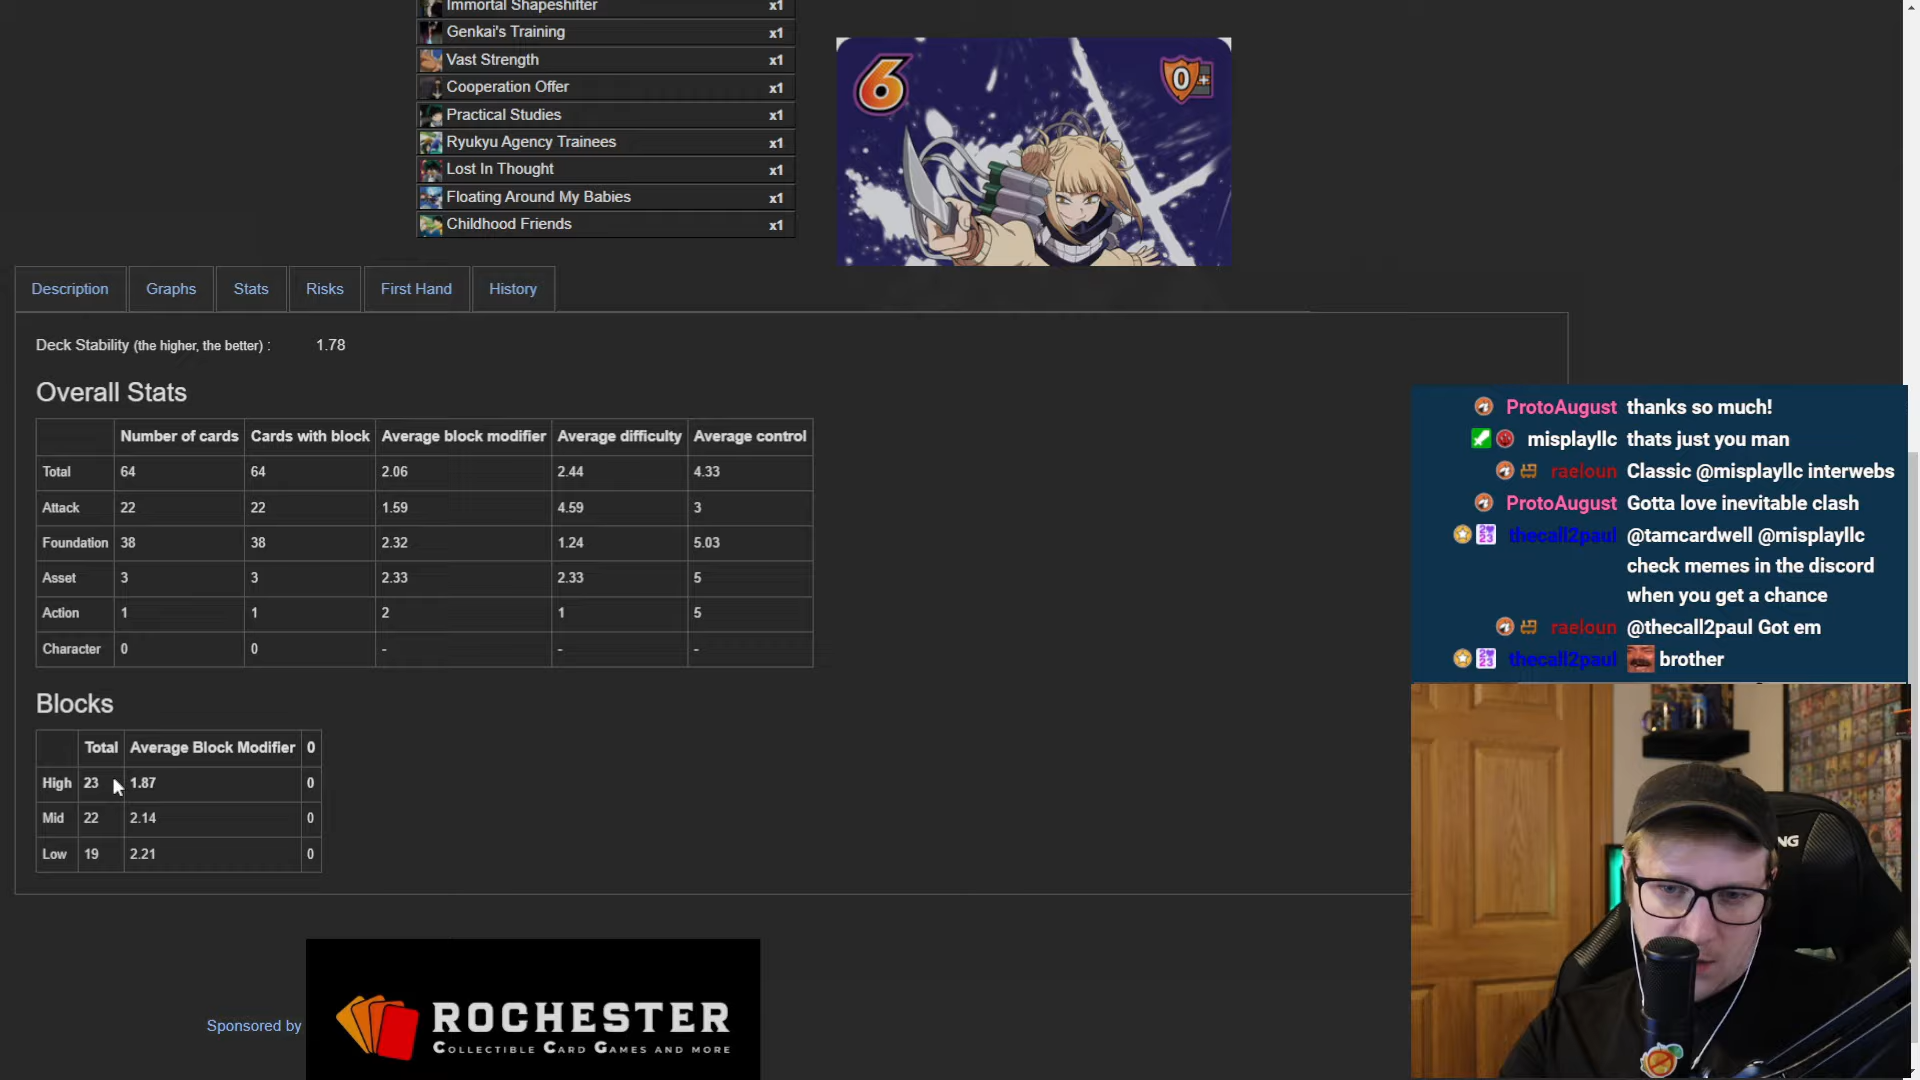 Immortal Shapeshifter x1
Genkai's Training x1
Vast Strength x1
Cooperation Offer x1
Practical Studies x1
Ryukyu Agency Trainees x1
Lost In Thought x1
Floating Around My Babies x1
Childhood Friends x1
6 0 +
Description Graphs Stats Risks First Hand History
Deck Stability (the higher, the better) : 1.78
Overall Stats
Number of cards Cards with block Average block modifier Average difficulty Average control
Total 64 64 2.06 2.44 4.33
Attack 22 22 1.59 4.59 3
Foundation 38 38 2.32 1.24 5.03
Asset 3 3 2.33 2.33 5
Action 1 1 2 1 5
Character 0 0 - - -
Blocks
Total Average Block Modifier 0
High 23 1.87 0
Mid 22 2.14 0
Low 19 2.21 0
Sponsored by
ROCHESTER
COLLECTIBLE CARD GAMES AND MORE
ProtoAugust thanks so much!
misplayllc thats just you man
raeloun Classic @misplayllc interwebs
ProtoAugust Gotta love inevitable clash
thecall2paul @tamcardwell @misplayllc
check memes in the discord
when you get a chance
raeloun @thecall2paul Got em
thecall2paul brother
NG